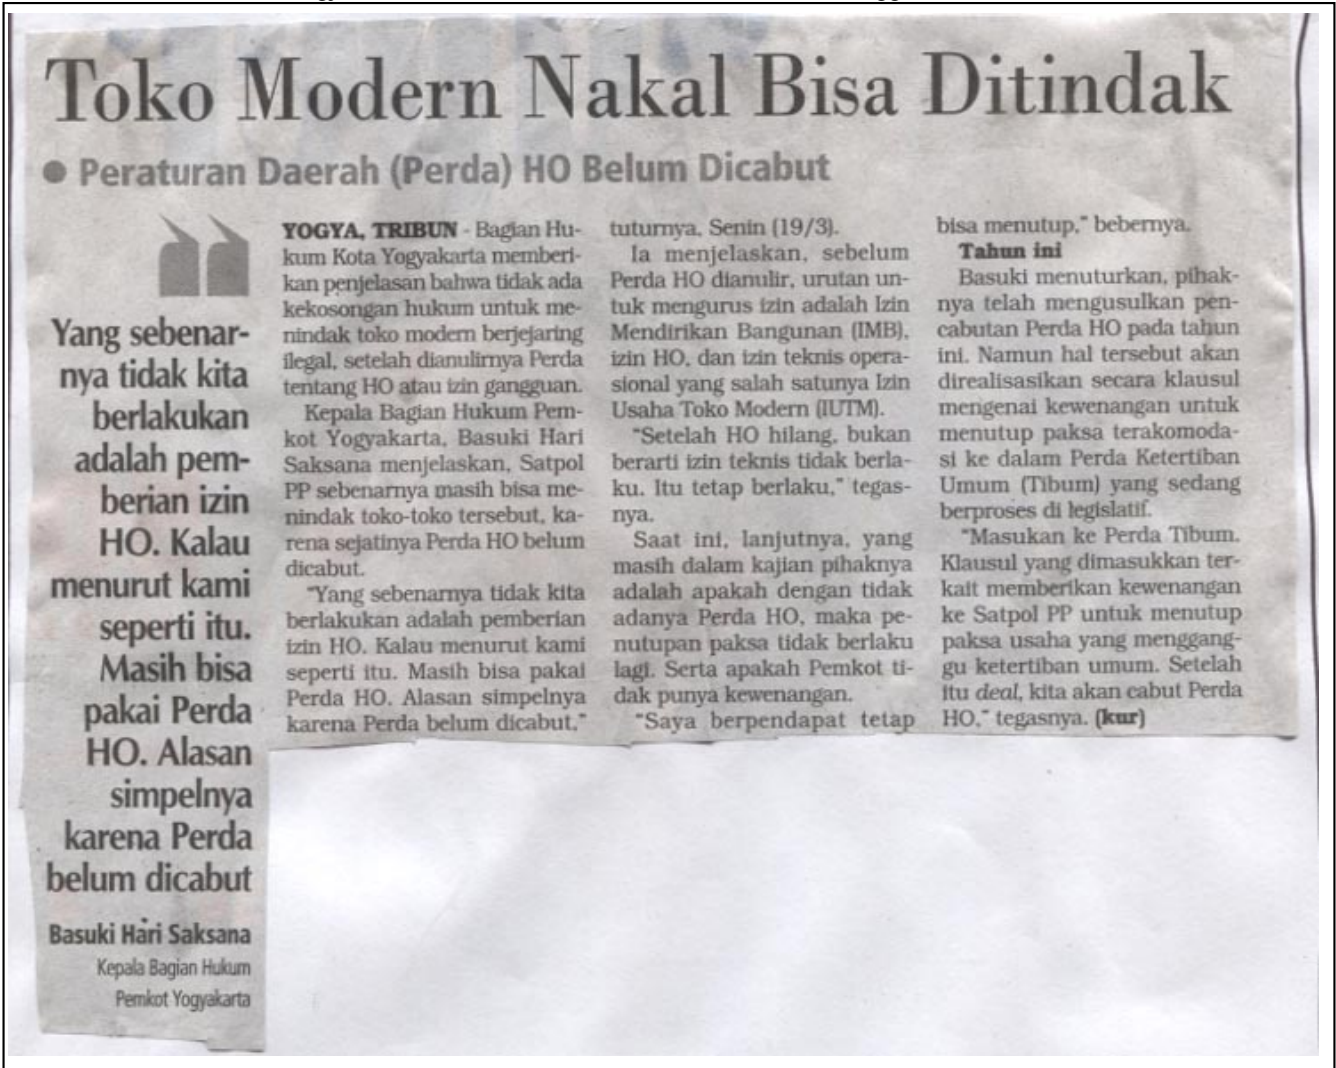 Toko Modern Nakal Bisa Ditindak
● Peraturan Daerah (Perda) HO Belum Dicabut
Yang sebenar-
nya tidak kita
berlakukan
adalah pem-
berian izin
HO. Kalau
menurut kami
seperti itu.
Masih bisa
pakai Perda
HO. Alasan
simpelnya
karena Perda
belum dicabut
Basuki Hari Saksana
Kepala Bagian Hukum
Pemkot Yogyakarta
YOGYA, TRIBUN - Bagian Hu-
kum Kota Yogyakarta memberi-
kan penjelasan bahwa tidak ada
kekosongan hukum untuk me-
nindak toko modern berjejaring
ilegal, setelah dianulirnya Perda
tentang HO atau izin gangguan.
Kepala Bagian Hukum Pem-
kot Yogyakarta, Basuki Hari
Saksana menjelaskan, Satpol
PP sebenarnya masih bisa me-
nindak toko-toko tersebut, ka-
rena sejatinya Perda HO belum
dicabut.
"Yang sebenarnya tidak kita
berlakukan adalah pemberian
izin HO. Kalau menurut kami
seperti itu. Masih bisa pakai
Perda HO. Alasan simpelnya
karena Perda belum dicabut,"
tuturnya, Senin (19/3).
Ia menjelaskan, sebelum
Perda HO dianulir, urutan un-
tuk mengurus izin adalah Izin
Mendirikan Bangunan (IMB),
izin HO, dan izin teknis opera-
sional yang salah satunya Izin
Usaha Toko Modern (IUTM).
"Setelah HO hilang, bukan
berarti izin teknis tidak berla-
ku. Itu tetap berlaku," tegas-
nya.
Saat ini, lanjutnya, yang
masih dalam kajian pihaknya
adalah apakah dengan tidak
adanya Perda HO, maka pe-
nutupan paksa tidak berlaku
lagi. Serta apakah Pemkot ti-
dak punya kewenangan.
"Saya berpendapat tetap
bisa menutup," bebernya.
Tahun ini
Basuki menuturkan, pihak-
nya telah mengusulkan pen-
cabutan Perda HO pada tahun
ini. Namun hal tersebut akan
direalisasikan secara klausul
mengenai kewenangan untuk
menutup paksa terakomoda-
si ke dalam Perda Ketertiban
Umum (Tibum) yang sedang
berproses di legislatif.
"Masukan ke Perda Tibum.
Klausul yang dimasukkan ter-
kait memberikan kewenangan
ke Satpol PP untuk menutup
paksa usaha yang mengganggu-
gu ketertiban umum. Setelah
itu deal, kita akan cabut Perda
HO," tegasnya. (kur)